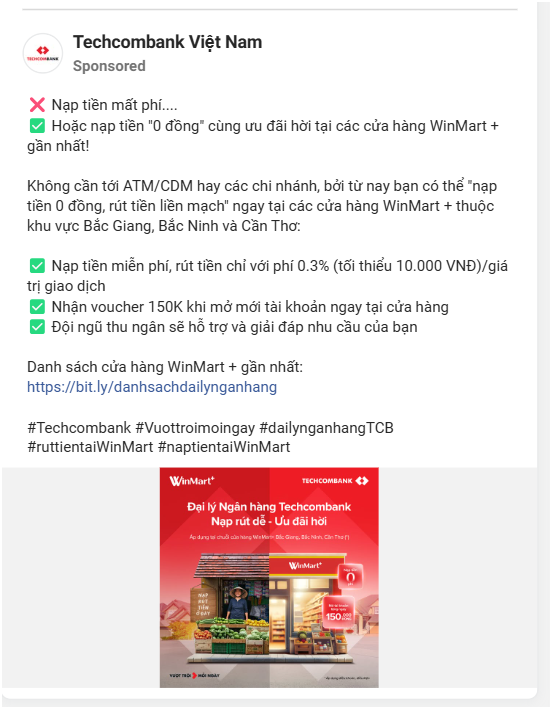 Techcombank Việt Nam
TECHCOMBANK
Sponsored
❌ Nạp tiền mất phí....
✅ Hoặc nạp tiền "0 đồng" cùng ưu đãi hời tại các cửa hàng WinMart +
gần nhất!
Không cần tới ATM/CDM hay các chi nhánh, bởi từ nay bạn có thể "nạp
tiền 0 đồng, rút tiền liền mạch" ngay tại các cửa hàng WinMart + thuộc
khu vực Bắc Giang, Bắc Ninh và Cần Thơ:
✅ Nạp tiền miễn phí, rút tiền chỉ với phí 0.3% (tối thiểu 10.000 VNĐ)/giá
trị giao dịch
✅ Nhận voucher 150K khi mở mới tài khoản ngay tại cửa hàng
✅ Đội ngũ thu ngân sẽ hỗ trợ và giải đáp nhu cầu của bạn
Danh sách cửa hàng WinMart + gần nhất:
https://bit.ly/danhsachdailynganhang
#Techcombank #Vuottroimoingay #dailynganhangTCB
#ruttientaiWinMart #naptientaiWinMart
WinMart+
TECHCOMBANK
Đại lý Ngân hàng Techcombank
Nạp rút dễ - Ưu đãi hời
Áp dụng tại chuỗi cửa hàng WinMart+ Bắc Giang, Bắc Ninh, Cần Thơ (*)
WinMart+
NẠP
RÚT
TIỀN
Ở ĐÂY
0
150.000
VƯỢT TRỘI MỖI NGÀY